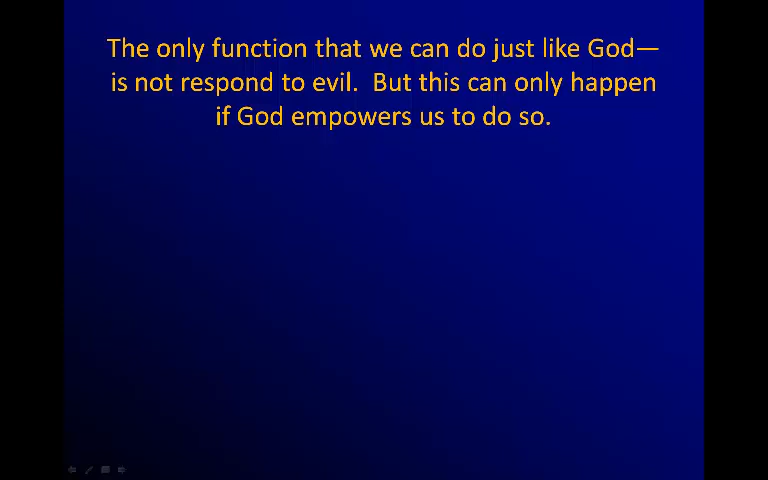 The only function that we can do just like God—
is not respond to evil.  But this can only happen
if God empowers us to do so.